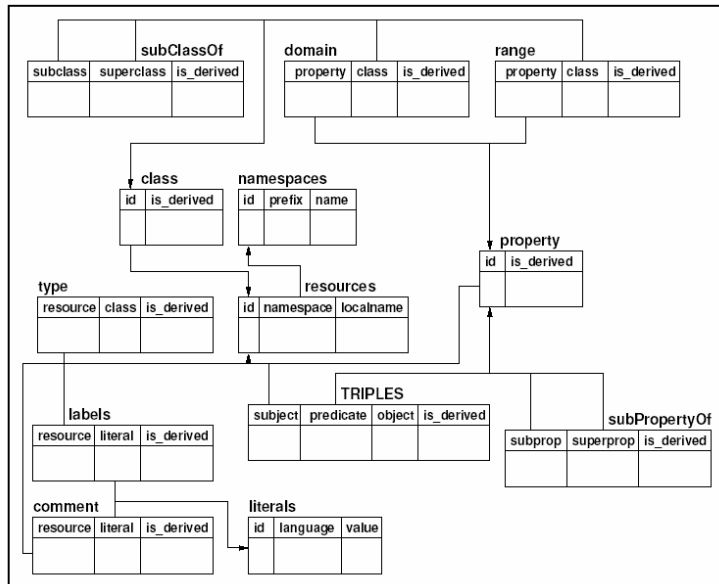 subClassOf domain range
subclass superclass is_derived property class is_derived property class is_derived
class namespaces
id is_derived id prefix name
property
id is_derived
type resources
resource class is_derived id namespace localname
TRIPLES
subject predicate object is_derived
labels subPropertyOf
resource literal is_derived subprop superprop is_derived
comment literals
resource literal is_derived id language value